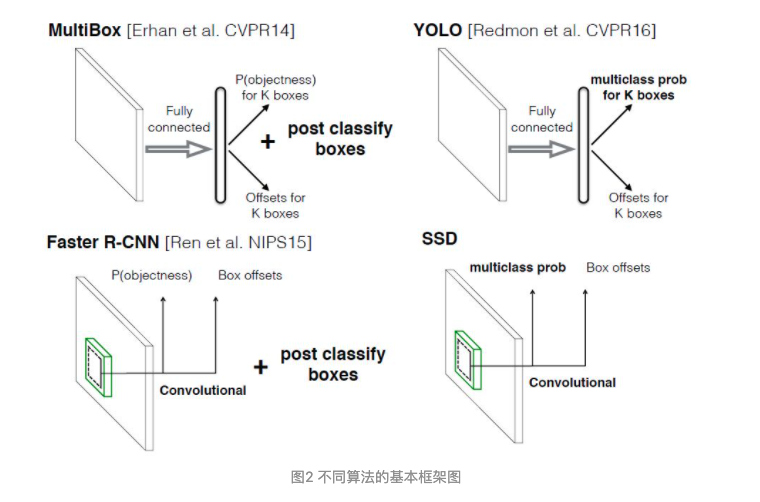 MultiBox [Erhan et al. CVPR14]
P(objectness)
for K boxes
Fully
connected
+
post classify
boxes
Offsets for
K boxes
YOLO [Redmon et al. CVPR16]
multiclass prob
for K boxes
Fully
connected
Offsets for
K boxes
Faster R-CNN [Ren et al. NIPS15]
P(objectness) Box offsets
+
post classify
boxes
Convolutional
SSD
multiclass prob Box offsets
Convolutional
图2 不同算法的基本框架图